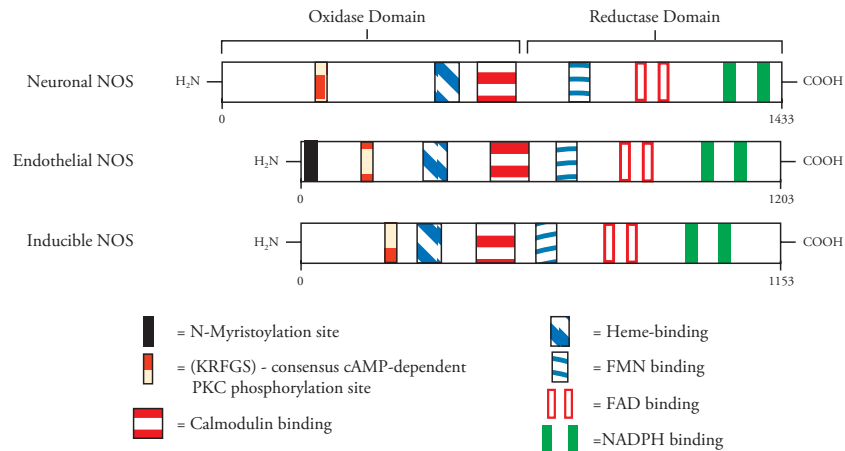 Oxidase Domain
Reductase Domain
Neuronal NOS
H₂N
COOH
0
1433
Endothelial NOS
H₂N
COOH
0
1203
Inducible NOS
H₂N
COOH
0
1153
= N-Myristoylation site
= (KRFGS) - consensus cAMP-dependent
PKC phosphorylation site
= Calmodulin binding
= Heme-binding
= FMN binding
= FAD binding
=NADPH binding